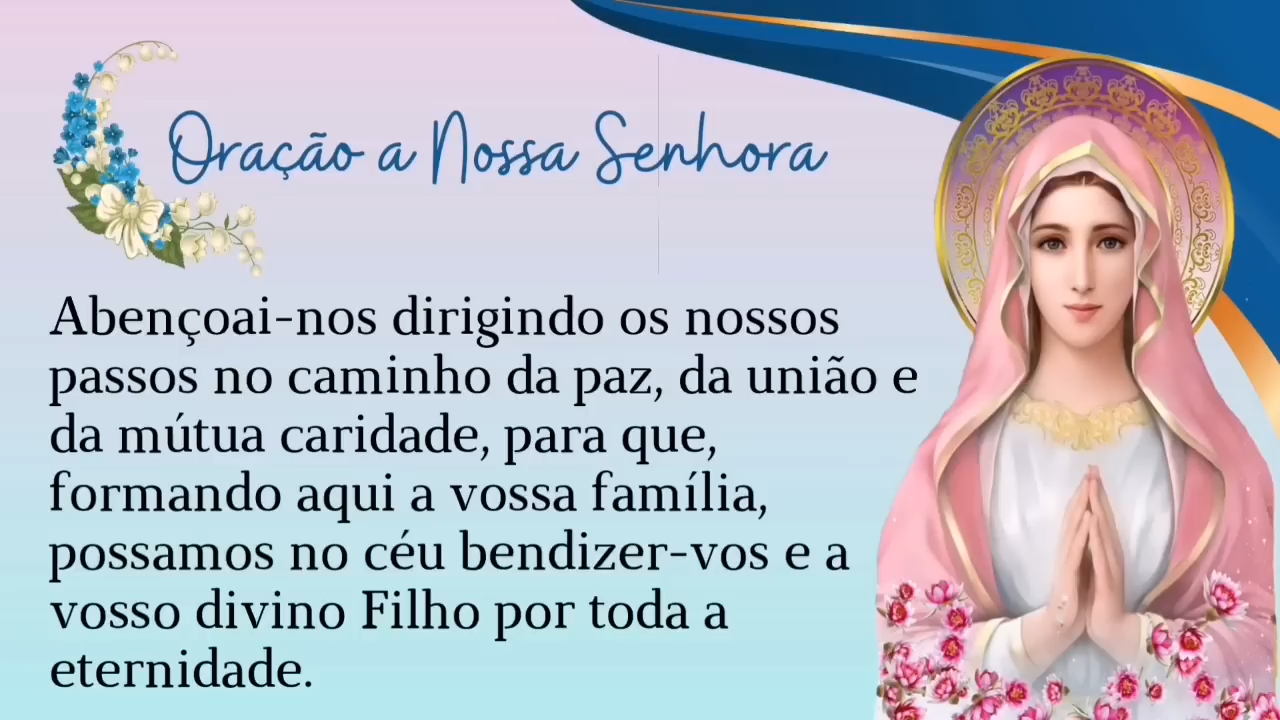 Oração a Nossa Senhora
Abençoai-nos dirigindo os nossos
passos no caminho da paz, da união e
da mútua caridade, para que,
formando aqui a vossa família,
possamos no céu bendizer-vos e a
vosso divino Filho por toda a
eternidade.